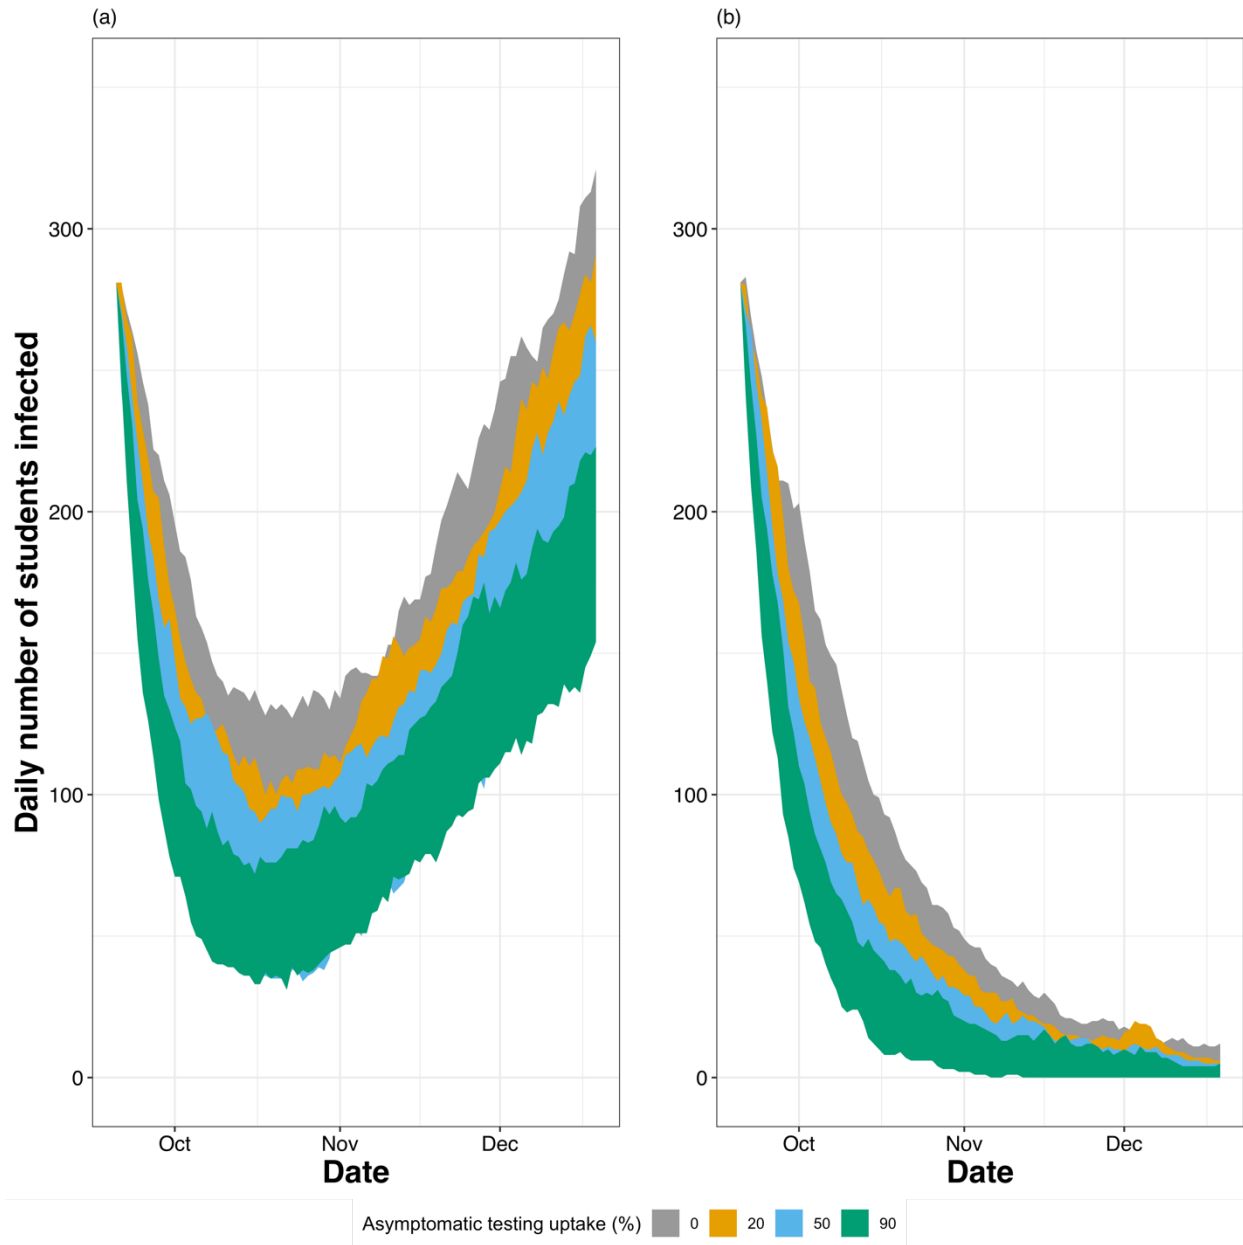 (a)
(b)
Daily number of students infected
300
200
100
0
Oct
Nov
Dec
Date
300
200
100
0
Oct
Nov
Dec
Date
Asymptomatic testing uptake (%) 0 20 50 90